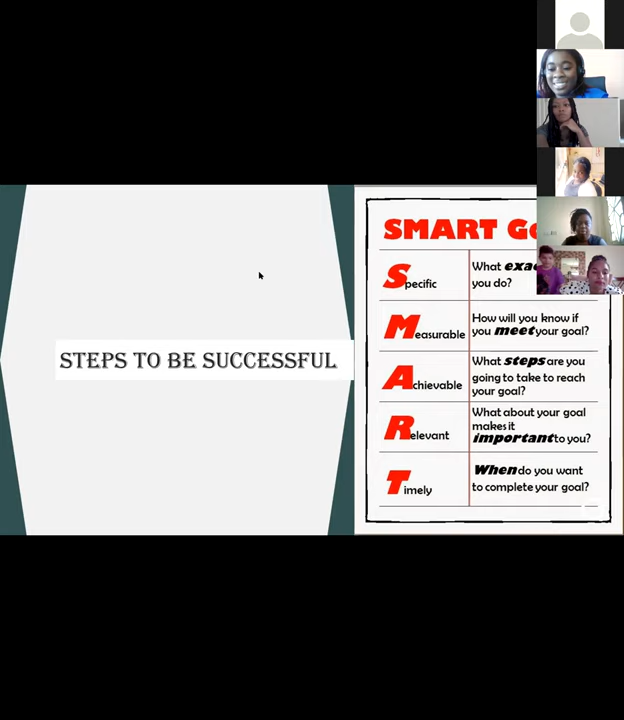 STEPS TO BE SUCCESSFUL
SMART
Specific
What
you do?
Measurable
How will you know if
you meet your goal?
Achievable
What steps are you
going to take to reach
your goal?
Relevant
What about your goal
makes it
important to you?
Timely
When do you want
to complete your goal?